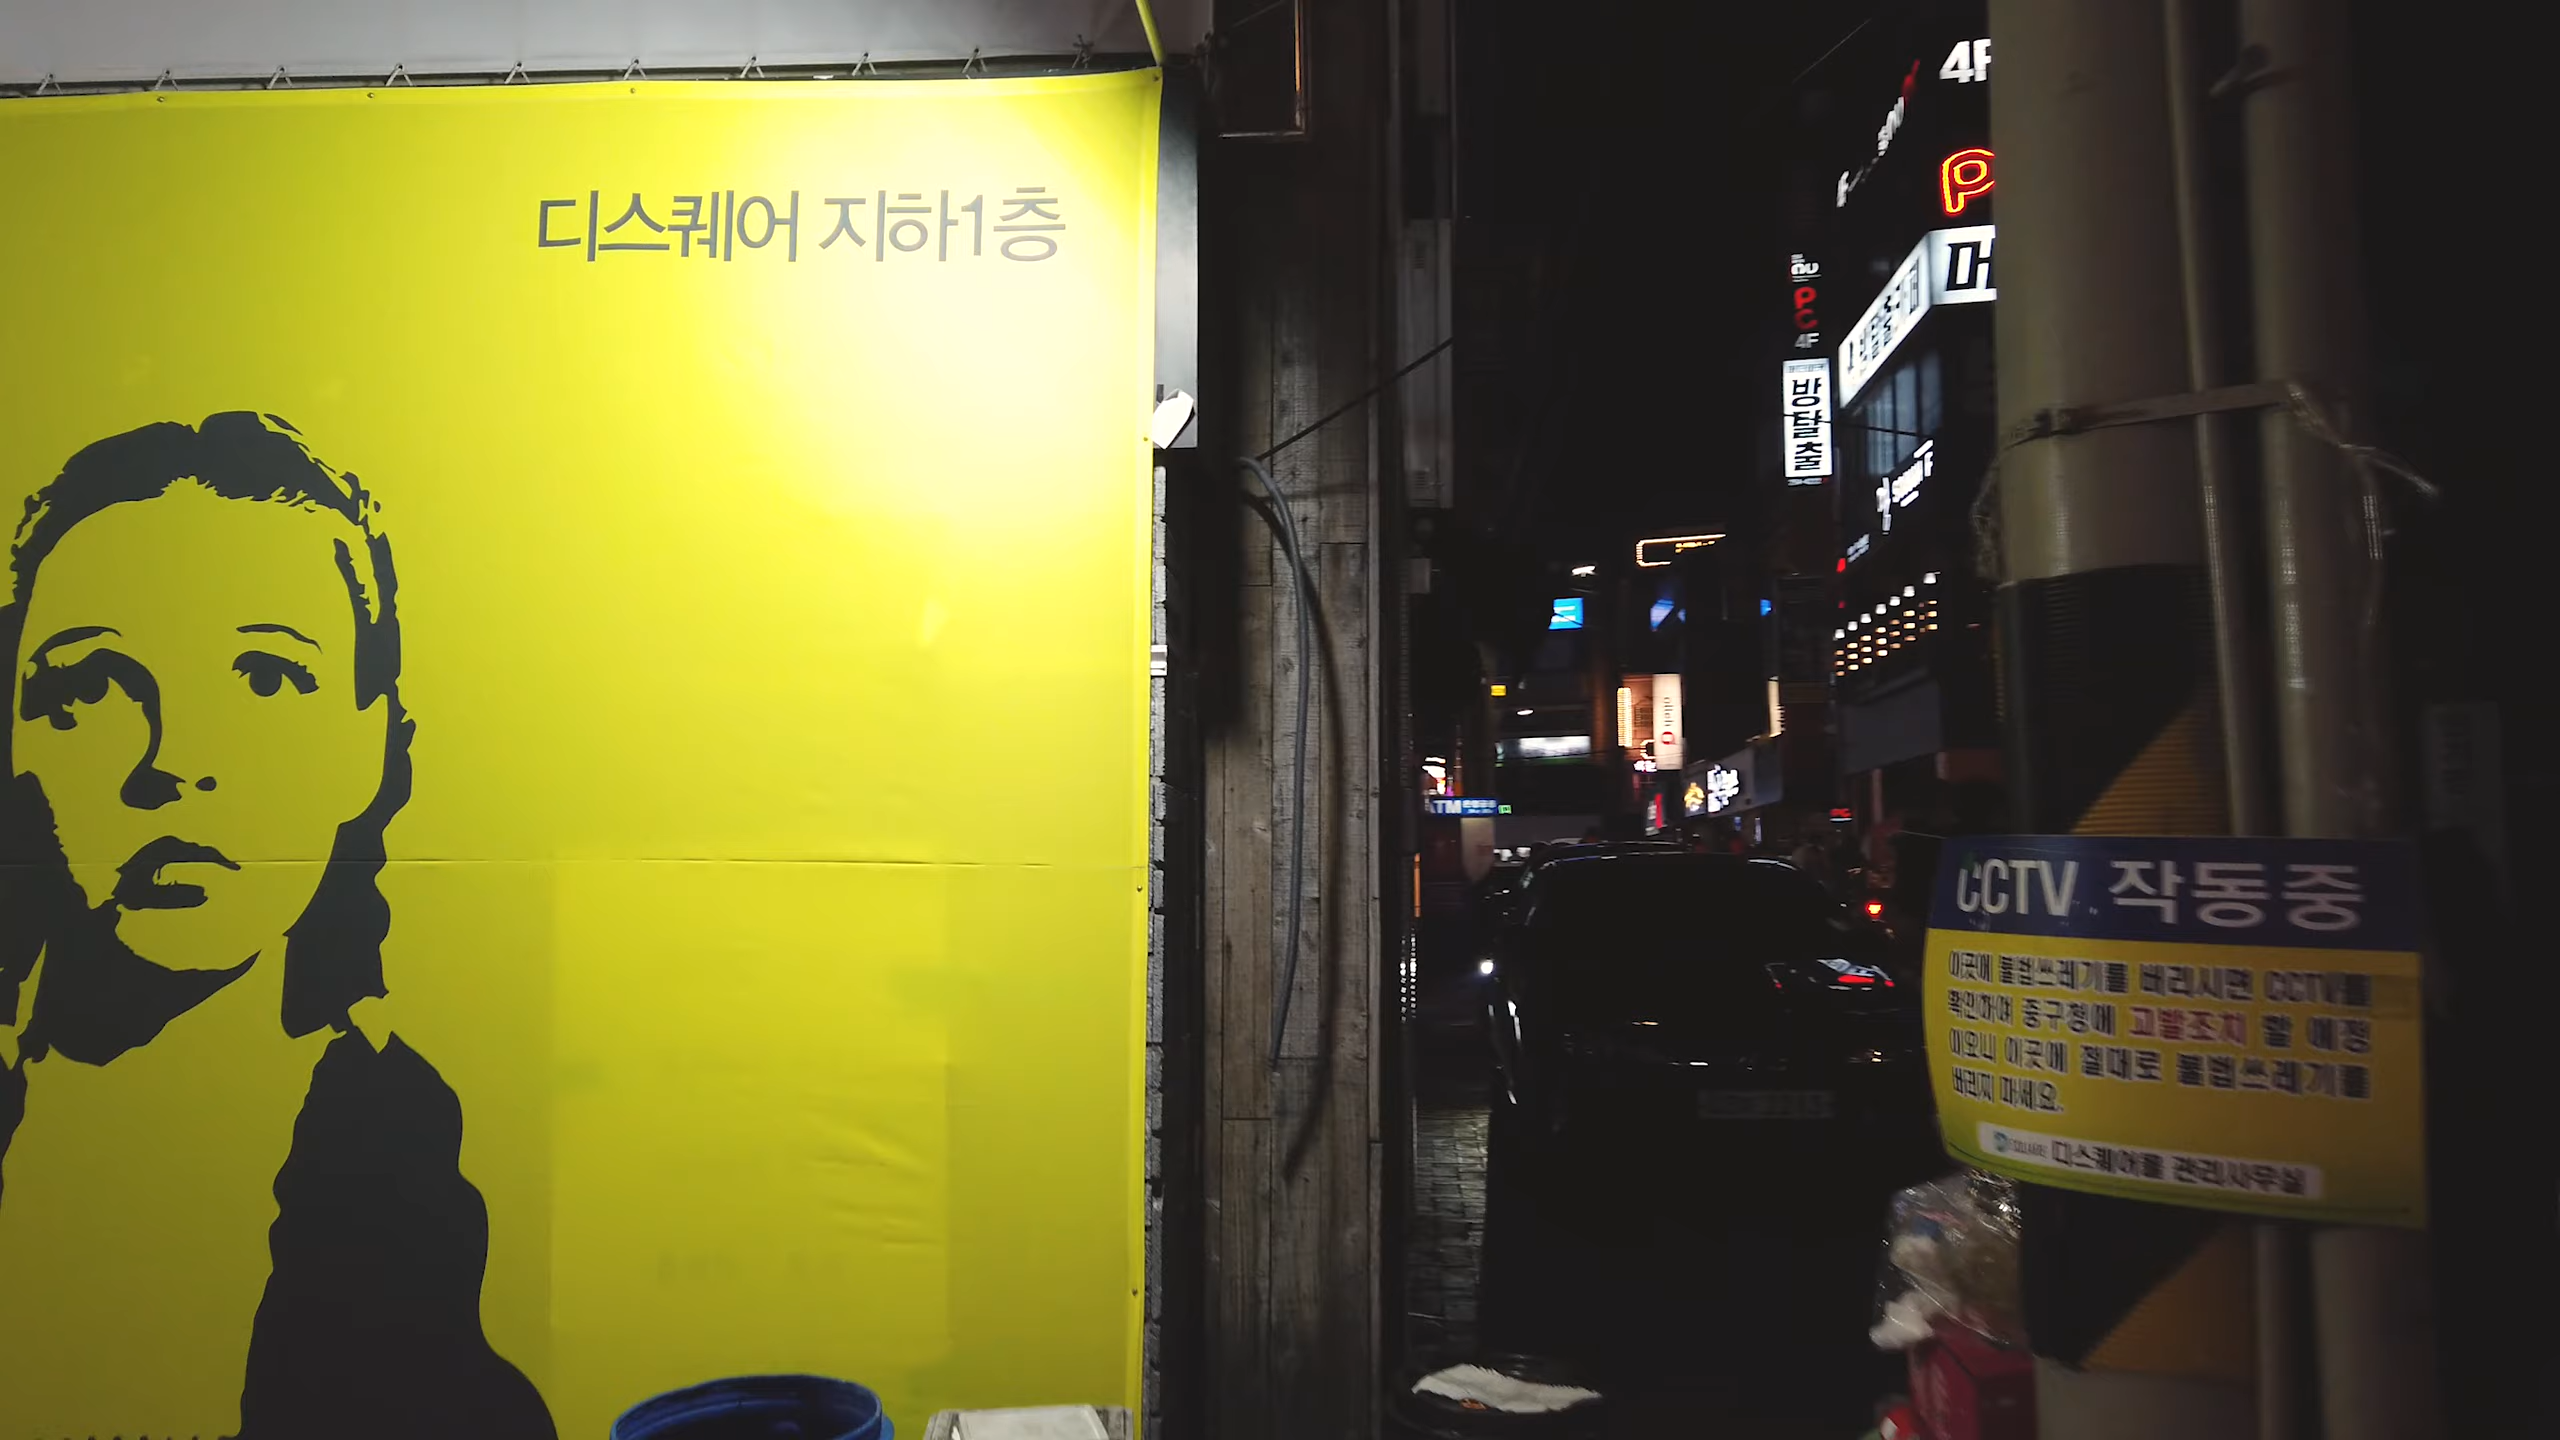 디스퀘어 지하1층
4F
P
머
PC
4F
방탈출
ATM
CCTV 작동중
이곳에 불법쓰레기를 버리시면 CCTV를
확인하여 중구청에 고발조치 할 예정
이오니 이곳에 절대로 불법쓰레기를
버리지 마세요.
디스퀘어몰 관리사무실